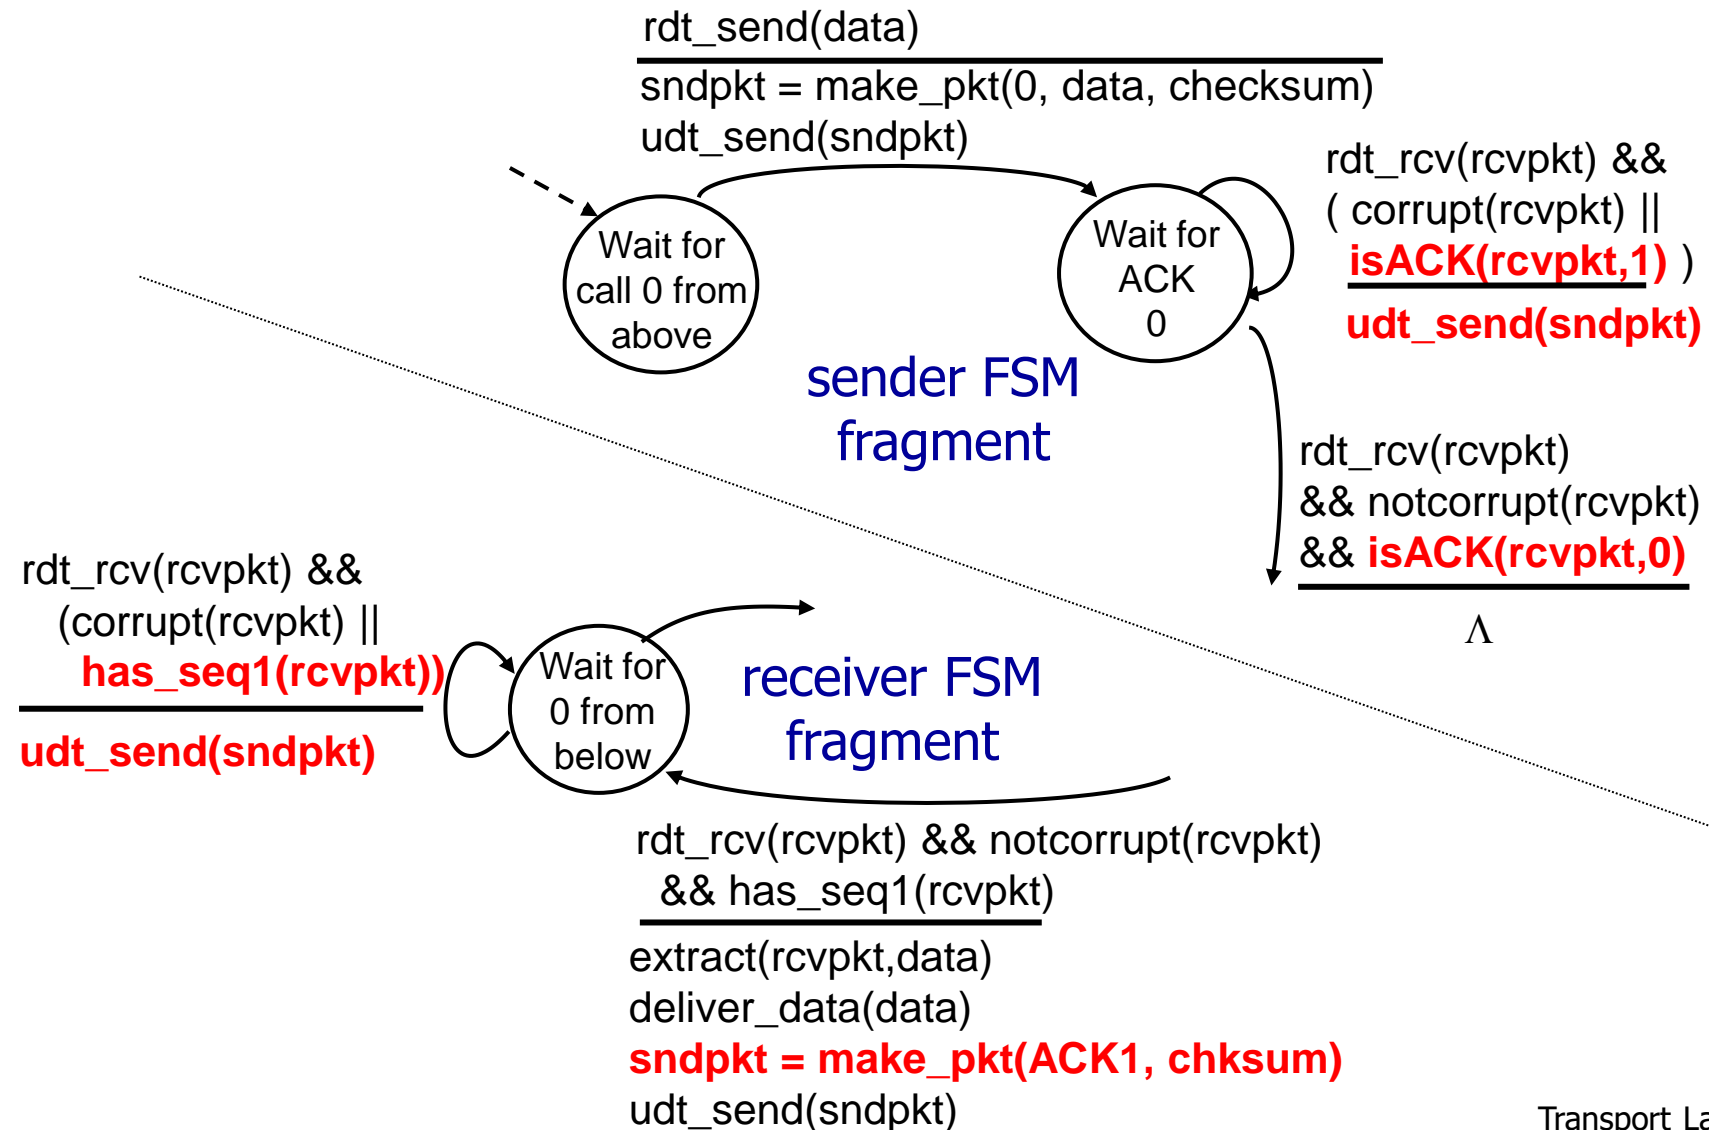 rdt_send(data)
sndpkt = make_pkt(0, data, checksum)
udt_send(sndpkt)
Wait for
call 0 from
above
Wait for
ACK
0
rdt_rcv(rcvpkt) &&
( corrupt(rcvpkt) ||
isACK(rcvpkt,1) )
udt_send(sndpkt)
sender FSM
fragment
rdt_rcv(rcvpkt)
&& notcorrupt(rcvpkt)
&& isACK(rcvpkt,0)
Λ
rdt_rcv(rcvpkt) &&
(corrupt(rcvpkt) ||
has_seq1(rcvpkt))
udt_send(sndpkt)
Wait for
0 from
below
receiver FSM
fragment
rdt_rcv(rcvpkt) && notcorrupt(rcvpkt)
&& has_seq1(rcvpkt)
extract(rcvpkt,data)
deliver_data(data)
sndpkt = make_pkt(ACK1, chksum)
udt_send(sndpkt)
Transport La